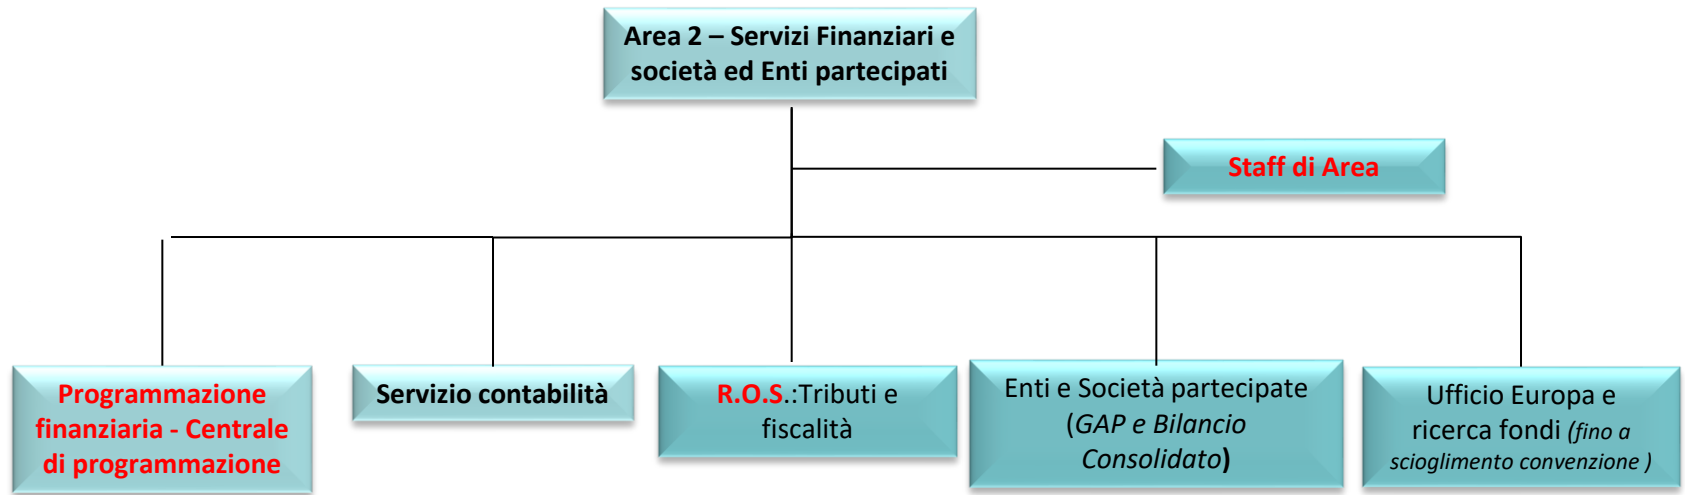 Area 2 – Servizi Finanziari e
società ed Enti partecipati
Staff di Area
Programmazione
finanziaria - Centrale
di programmazione
Servizio contabilità
R.O.S.:Tributi e
fiscalità
Enti e Società partecipate
(GAP e Bilancio
Consolidato)
Ufficio Europa e
ricerca fondi (fino a
scioglimento convenzione )